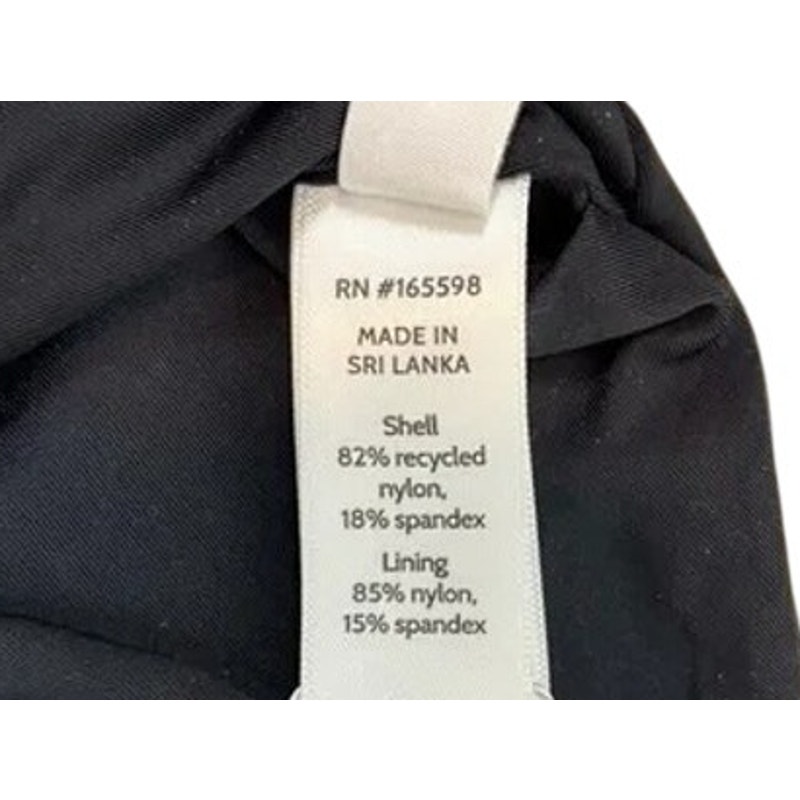 RN #165598
MADE IN
SRI LANKA
Shell
82% recycled
nylon,
18% spandex
Lining
85% nylon,
15% spandex